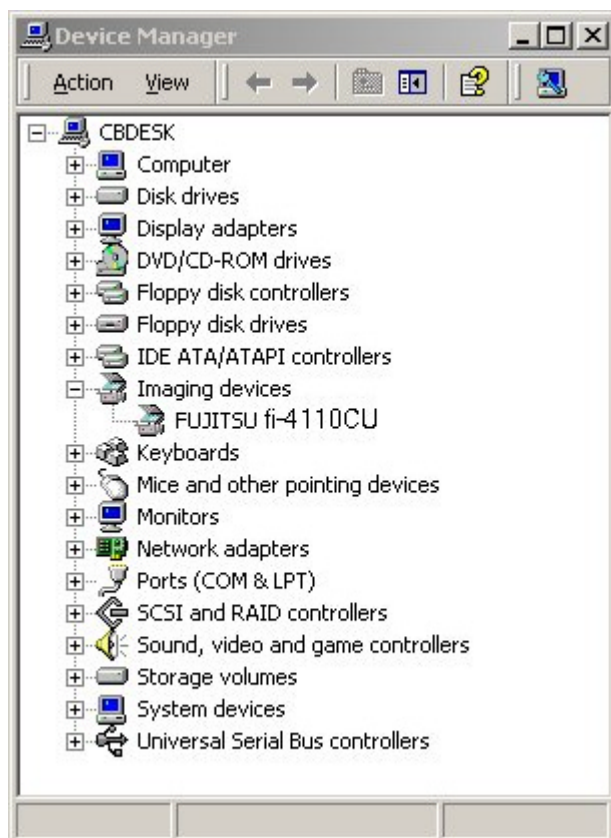 Device Manager
Action View
CBDESK
Computer
Disk drives
Display adapters
DVD/CD-ROM drives
Floppy disk controllers
Floppy disk drives
IDE ATA/ATAPI controllers
Imaging devices
FUJITSU fi-4110CU
Keyboards
Mice and other pointing devices
Monitors
Network adapters
Ports (COM & LPT)
SCSI and RAID controllers
Sound, video and game controllers
Storage volumes
System devices
Universal Serial Bus controllers